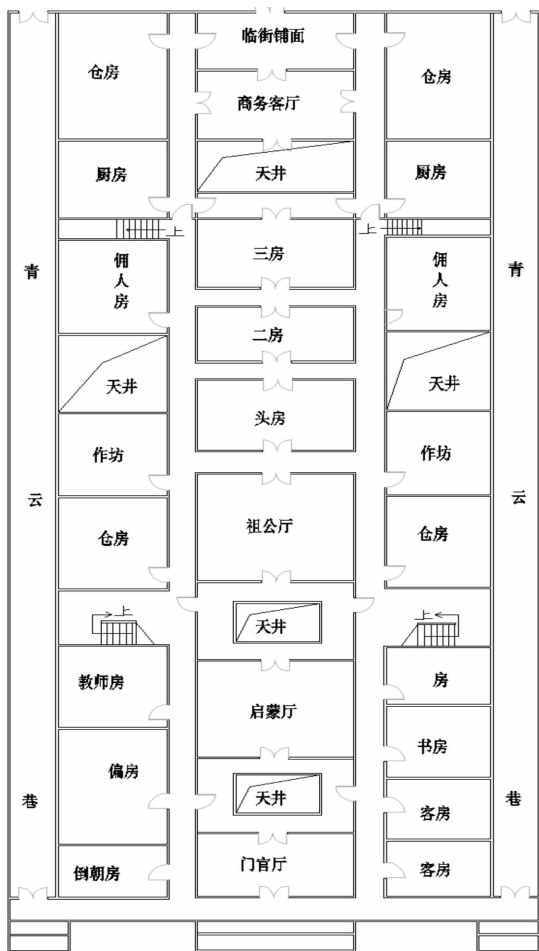 临街铺面
仓房
仓房
商务客厅
厨房
天井
厨房
上
上
三房
佣人房
佣人房
青
青
二房
天井
天井
头房
作坊
作坊
云
云
祖公厅
仓房
仓房
上
上
天井
教师房
房
启蒙厅
书房
偏房
天井
巷
巷
客房
门官厅
倒朝房
客房